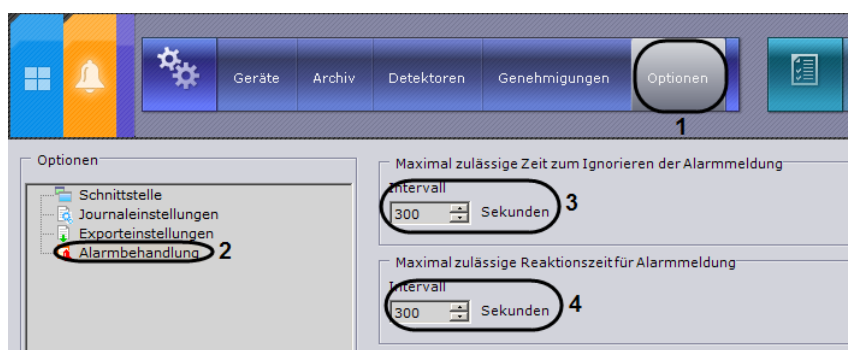 Geräte Archiv Detektoren Genehmigungen Optionen
1
Optionen
Schnittstelle
Journaleinstellungen
Exporteinstellungen
Alarmbehandlung 2
Maximal zulässige Zeit zum Ignorieren der Alarmmeldung
Intervall
300 Sekunden 3
Maximal zulässige Reaktionszeit für Alarmmeldung
Intervall
300 Sekunden 4